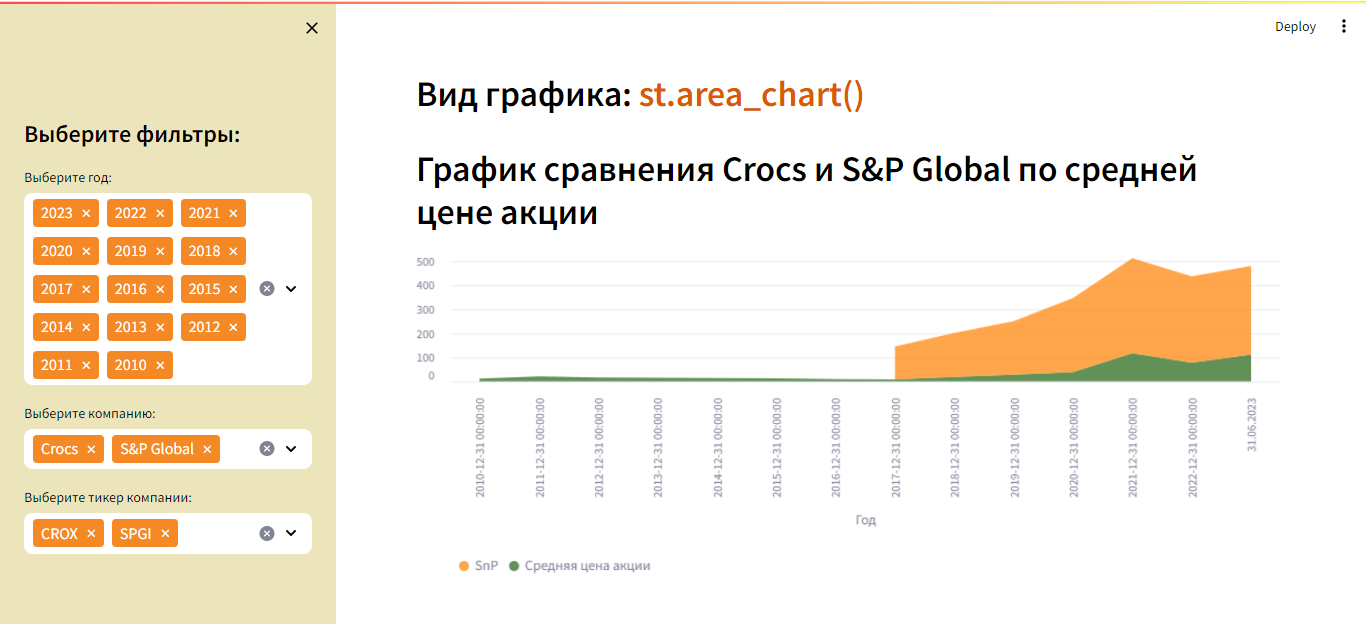 Deploy
Выберите фильтры:
Выберите год:
2023 2022 2021
2020 2019 2018
2017 2016 2015
2014 2013 2012
2011 2010
Выберите компанию:
Crocs S&P Global
Выберите тикер компании:
CROX SPGI
Вид графика: st.area_chart()
График сравнения Crocs и S&P Global по средней
цене акции
500
400
300
200
100
0
2010-12-31 00:00:00
2011-12-31 00:00:00
2012-12-31 00:00:00
2013-12-31 00:00:00
2014-12-31 00:00:00
2015-12-31 00:00:00
2016-12-31 00:00:00
2017-12-31 00:00:00
2018-12-31 00:00:00
2019-12-31 00:00:00
2020-12-31 00:00:00
2021-12-31 00:00:00
2022-12-31 00:00:00
31.06.2023
Год
SnP Средняя цена акции